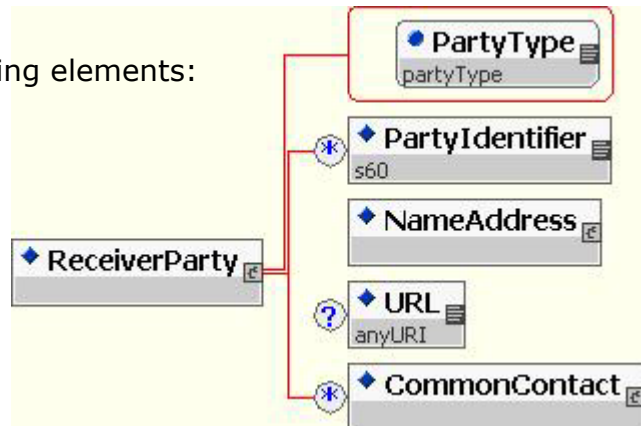 PartyType
partyType
ing elements:
PartyIdentifier
s60
NameAddress
ReceiverParty
URL
anyURI
CommonContact